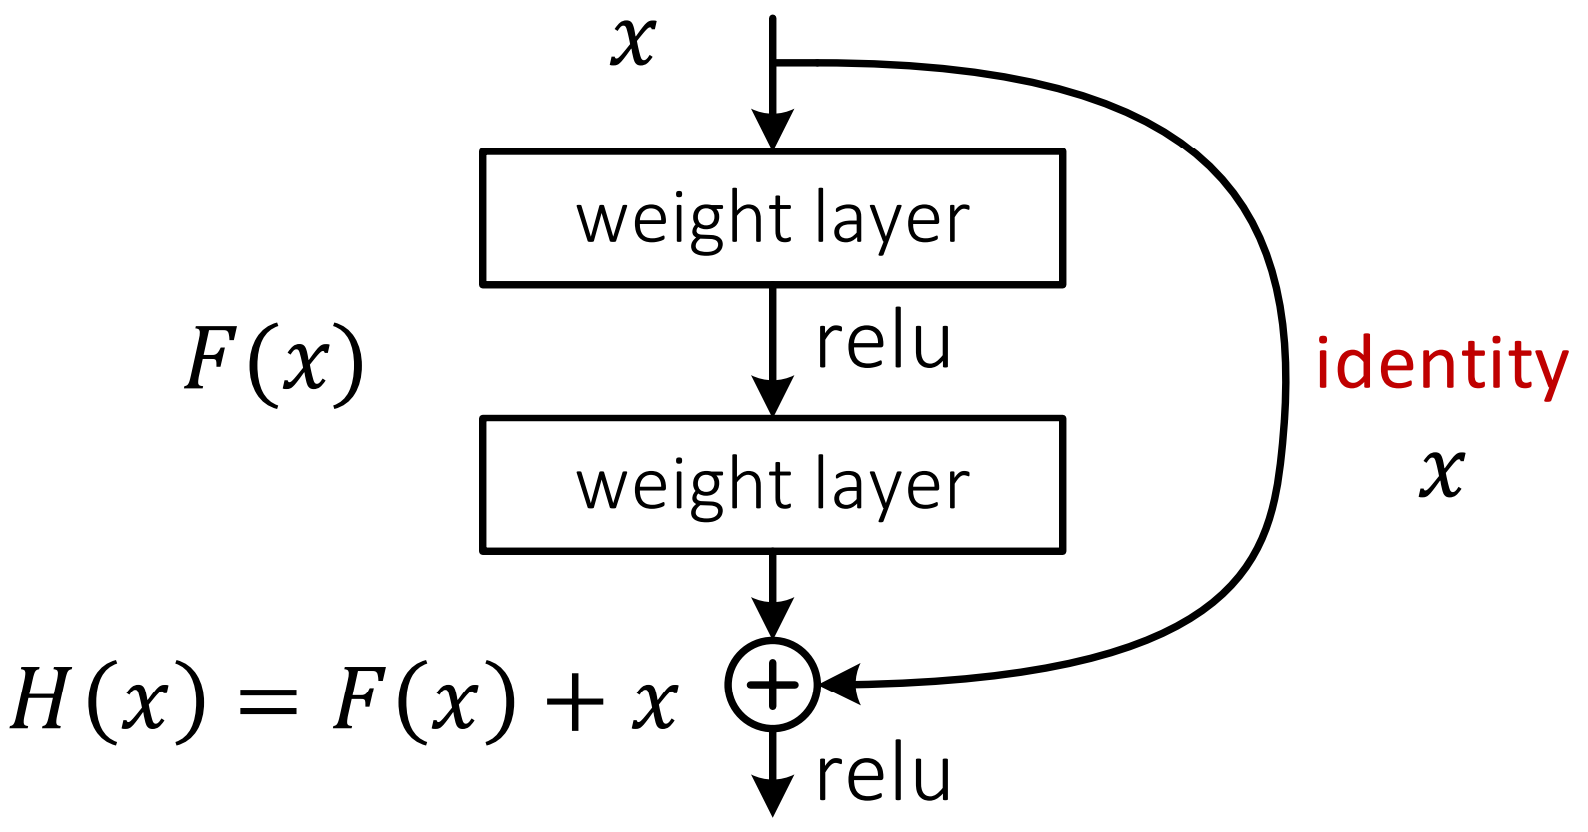 x
weight layer
relu
F(x)
identity
x
weight layer
H(x) = F(x) + x
+
relu